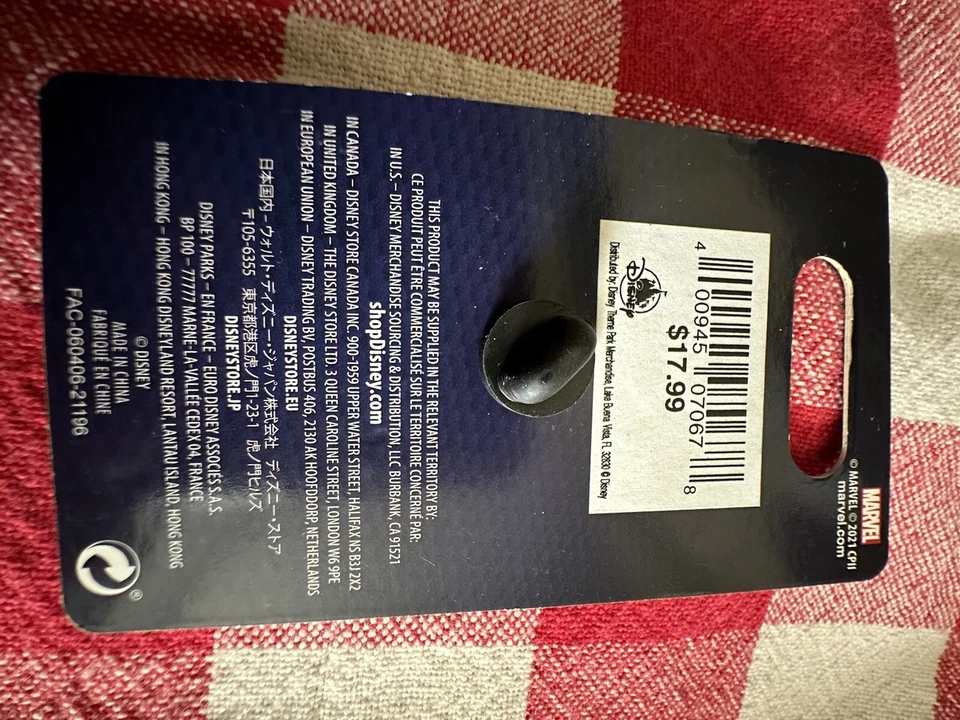 MARVEL
© MARVEL © 2021 CPII
marvel.com
4 00945 07067 8
$17.99
Disney
Distributed by: Disney Theme Park Merchandise, Lake Buena Vista, FL 32830 © Disney
THIS PRODUCT MAY BE SUPPLIED IN THE RELEVANT TERRITORY BY:
CE PRODUIT PEUT ÊTRE COMMERCIALISÉ SUR LE TERRITOIRE CONCERNÉ PAR:
IN U.S. – DISNEY MERCHANDISE SOURCING & DISTRIBUTION, LLC BURBANK, CA 91521
shopDisney.com
IN CANADA – DISNEY STORE CANADA INC. 900-1959 UPPER WATER STREET, HALIFAX NS B3J 2X2
IN UNITED KINGDOM – THE DISNEY STORE LTD. 3 QUEEN CAROLINE STREET, LONDON W6 9PE
IN EUROPEAN UNION – DISNEY TRADING BV, POSTBUS 406, 2130 AK HOOFDDORP, NETHERLANDS
DISNEYSTORE.EU
日本国内 – ウォルト・ディズニー・ジャパン株式会社 ディズニー・ストア
〒105-6355 東京都港区虎ノ門1-23-1 虎ノ門ヒルズ
DISNEYSTORE.JP
DISNEY PARKS – EN FRANCE – EURO DISNEY ASSOCIÉS S.A.S.
BP 100 – 77777 MARNE-LA-VALLÉE CEDEX 04, FRANCE
IN HONG KONG – HONG KONG DISNEYLAND RESORT, LANTAU ISLAND, HONG KONG
© DISNEY
MADE IN CHINA
FABRIQUÉ EN CHINE
FAC-060406-21196
®